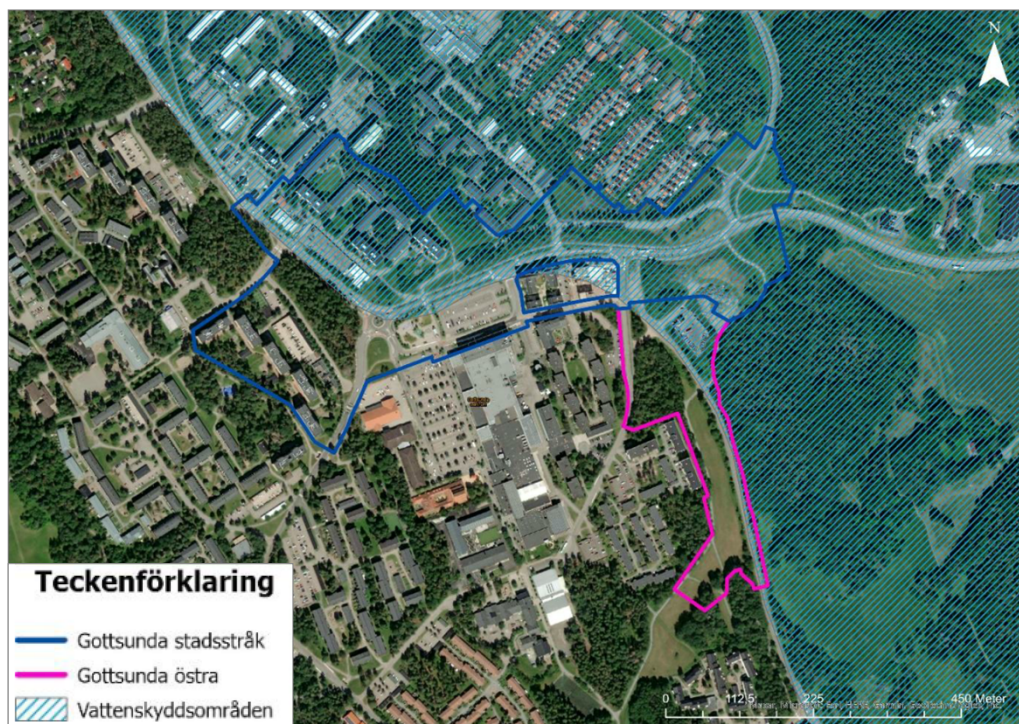 N
Teckenförklaring
Gottsunda stadsstråk
Gottsunda östra
Vattenskyddsområden
0 112,5 225 450 Meter